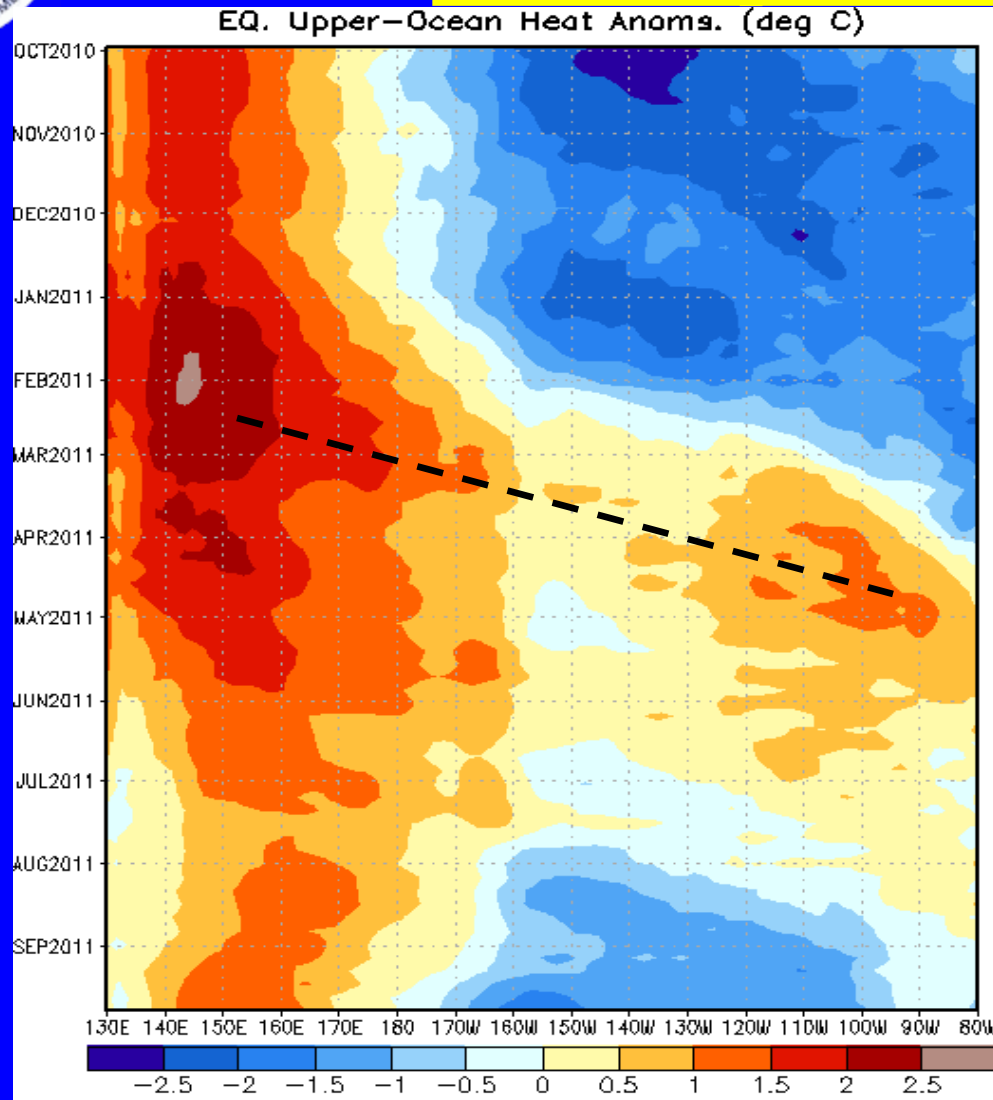 EQ. Upper-Ocean Heat Anoms. (deg C)
OCT2010
NOV2010
DEC2010
JAN2011
FEB2011
MAR2011
APR2011
MAY2011
JUN2011
JUL2011
AUG2011
SEP2011
130E 140E 150E 160E 170E 180 170W 160W 150W 140W 130W 120W 110W 100W 90W 80W
-2.5 -2 -1.5 -1 -0.5 0 0.5 1 1.5 2 2.5